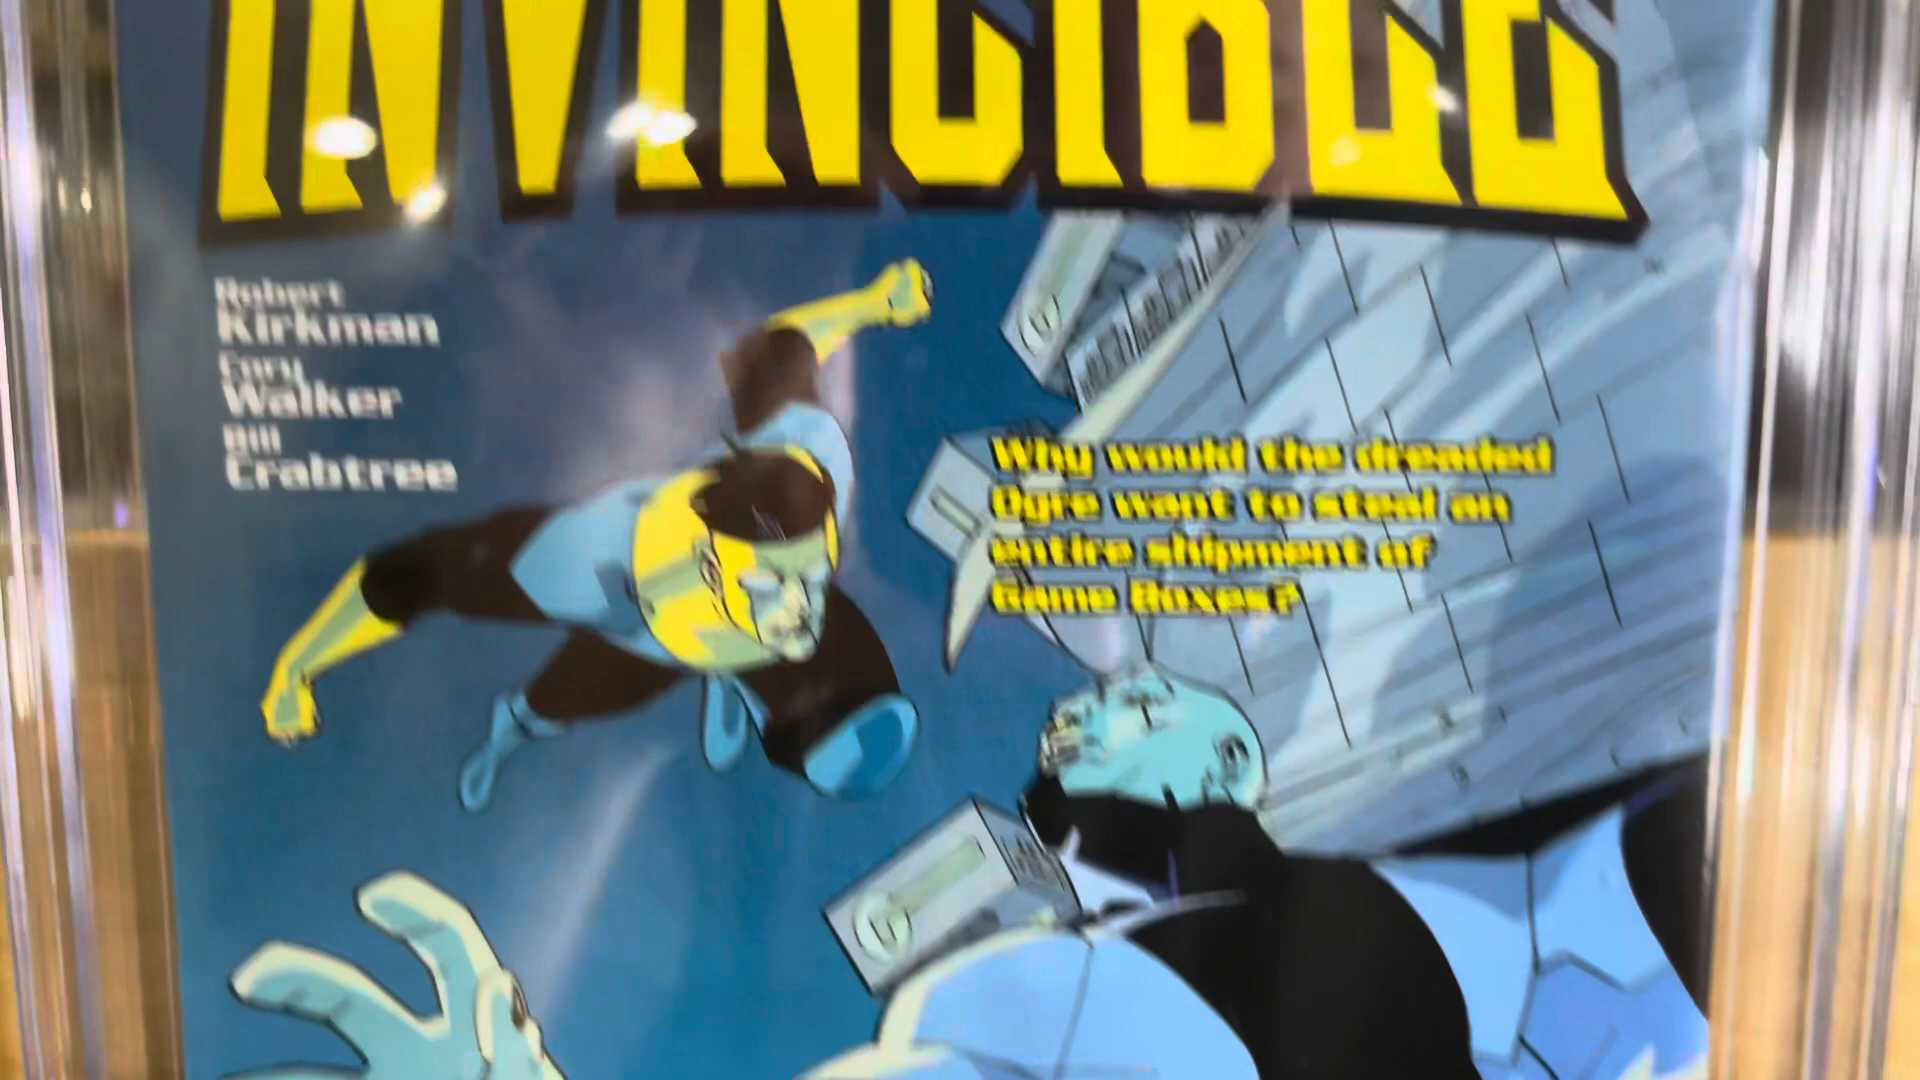 INVINCIBLE
Robert
Kirkman
Cory
Walker
Bill
Crabtree
Why would the dreaded
Ogre want to steal an
entire shipment of
Game Boxes?